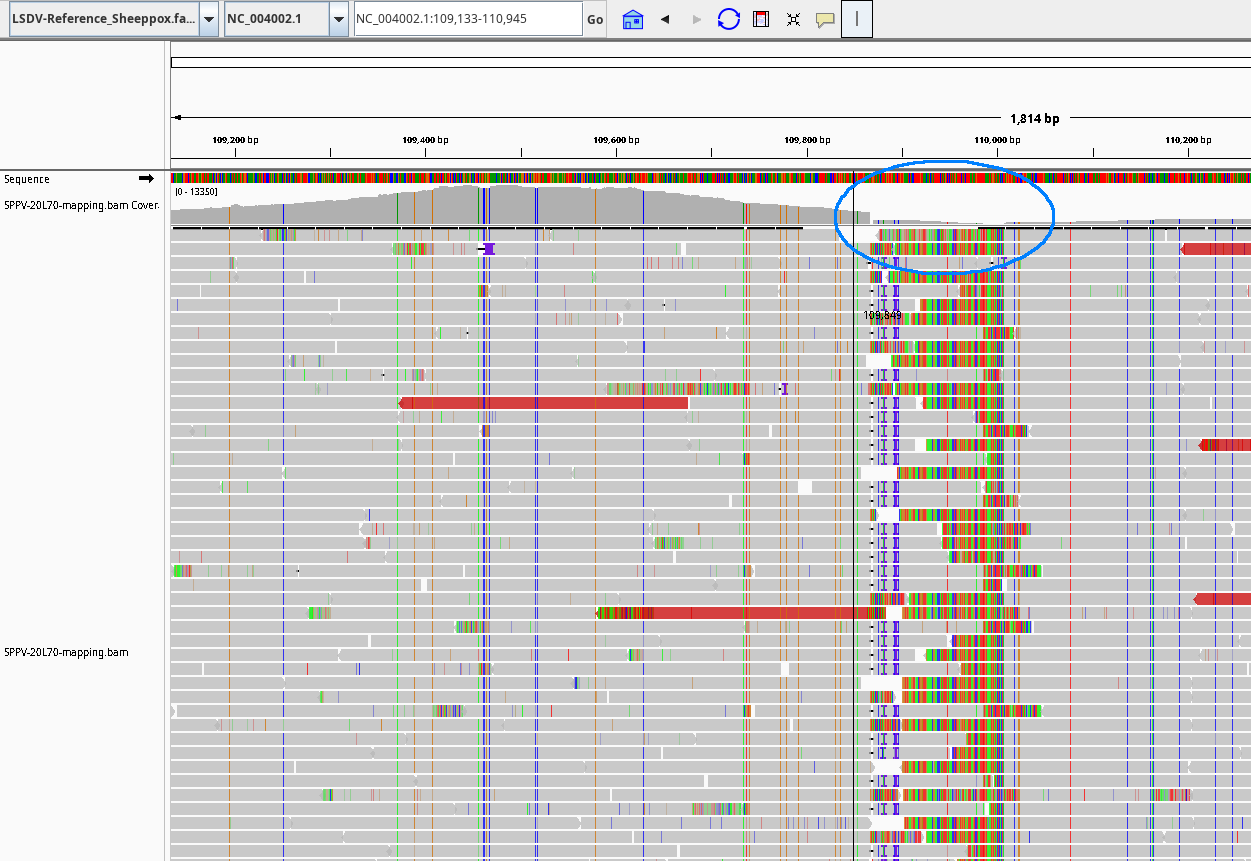 LSDV-Reference_Sheeppox.fa... NC_004002.1 NC_004002.1:109,133-110,945 Go
1,814 bp
109,200 bp 109,400 bp 109,600 bp 109,800 bp 110,000 bp 110,200 bp
Sequence
[0 - 13350]
SPPV-20L70-mapping.bam Cover
109,849
SPPV-20L70-mapping.bam